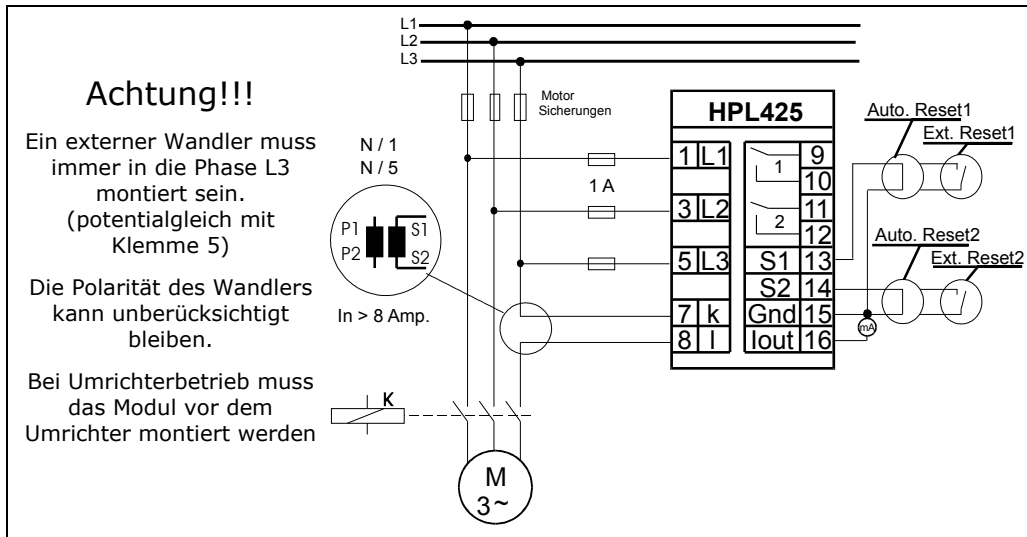 L1
L2
L3
Achtung!!!
Ein externer Wandler muss
immer in die Phase L3
montiert sein.
(potentialgleich mit
Klemme 5)
Die Polarität des Wandlers
kann unberücksichtigt
bleiben.
Bei Umrichterbetrieb muss
das Modul vor dem
Umrichter montiert werden
N / 1
N / 5
P1 S1
P2 S2
In > 8 Amp.
K
M
3~
Motor
Sicherungen
1 A
HPL425
1 L1 1 9
10
3 L2 2 11
12
5 L3 S1 13
S2 14
7 k Gnd 15
8 l Iout 16
Auto. Reset1
Ext. Reset1
Auto. Reset2
Ext. Reset2
mA